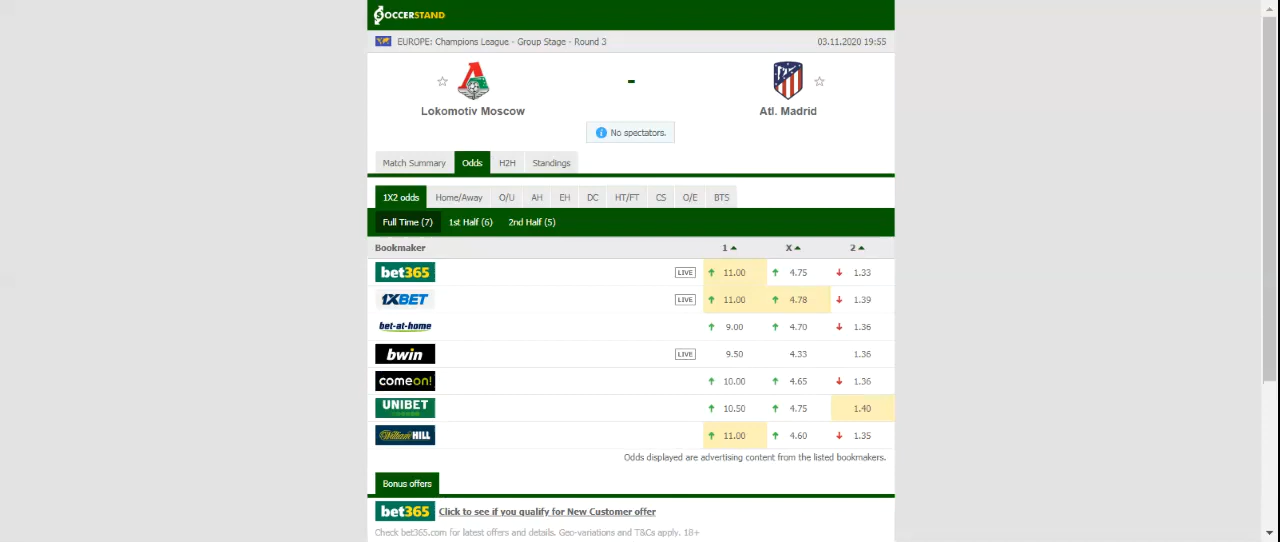 SOCCERSTAND
EUROPE: Champions League - Group Stage - Round 3 03.11.2020 19:55
-
Lokomotiv Moscow Atl. Madrid
No spectators.
Match Summary Odds H2H Standings
1X2 odds Home/Away O/U AH EH DC HT/FT CS O/E BTS
Full Time (7) 1st Half (6) 2nd Half (5)
Bookmaker 1 X 2
bet365 LIVE 11.00 4.75 1.33
1XBET LIVE 11.00 4.78 1.39
bet-at-home 9.00 4.70 1.36
bwin LIVE 9.50 4.33 1.36
comeon! 10.00 4.65 1.36
UNIBET 10.50 4.75 1.40
William HILL 11.00 4.60 1.35
Odds displayed are advertising content from the listed bookmakers.
Bonus offers
bet365 Click to see if you qualify for New Customer offer
Check bet365.com for latest offers and details. Geo-variations and T&Cs apply. 18+